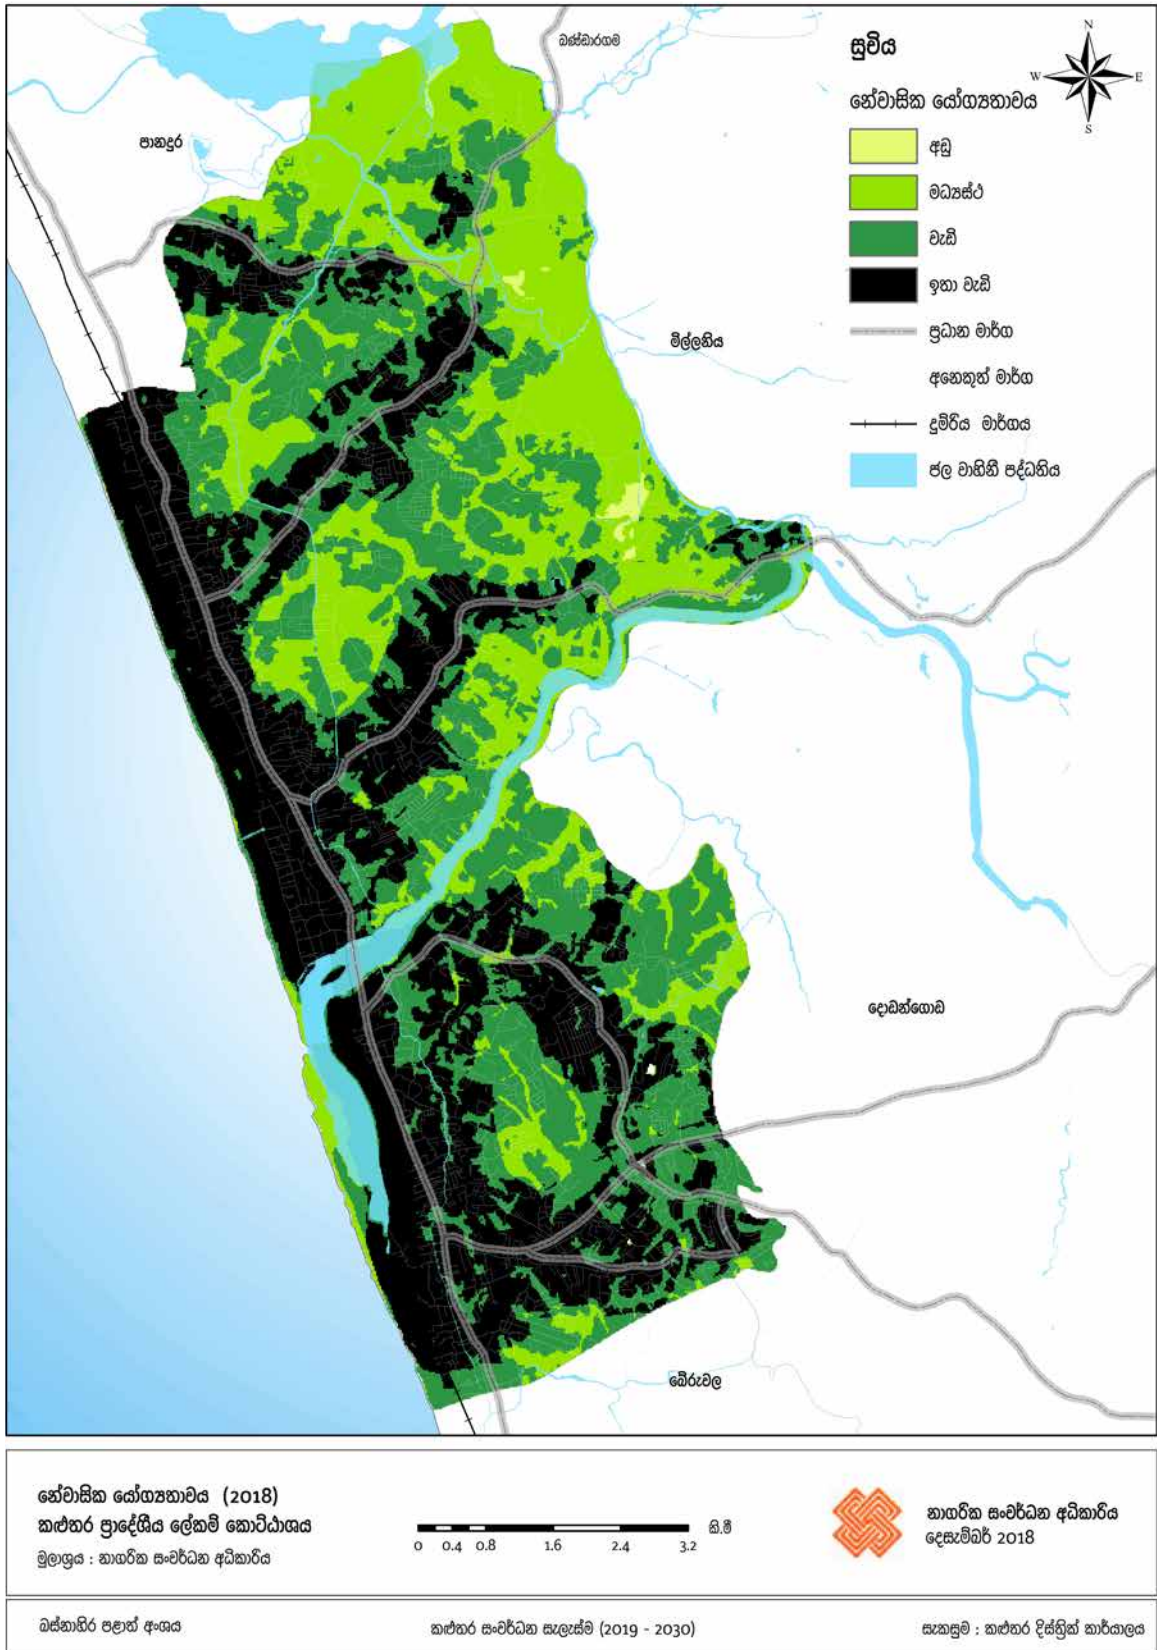 බණ්ඩාරගම
පානදුර
මිල්ලනිය
දොඩන්ගොඩ
බේරුවල
N
W E
S
සූචිය
නේවාසික යෝග්‍යතාවය
අඩු
මධ්‍යස්ථ
වැඩි
ඉතා වැඩි
ප්‍රධාන මාර්ග
අනෙකුත් මාර්ග
දුම්රිය මාර්ගය
ජල වාහිනී පද්ධතිය
නේවාසික යෝග්‍යතාවය (2018)
කළුතර ප්‍රාදේශීය ලේකම් කොට්ඨාශය
මූලාශ්‍රය : නාගරික සංවර්ධන අධිකාරිය
කි.මී
0 0.4 0.8 1.6 2.4 3.2
නාගරික සංවර්ධන අධිකාරිය
දෙසැම්බර් 2018
බස්නාහිර පළාත් අංශය
කළුතර සංවර්ධන සැලැස්ම (2019 - 2030)
සැකසුම : කළුතර දිස්ත්‍රික් කාර්යාලය